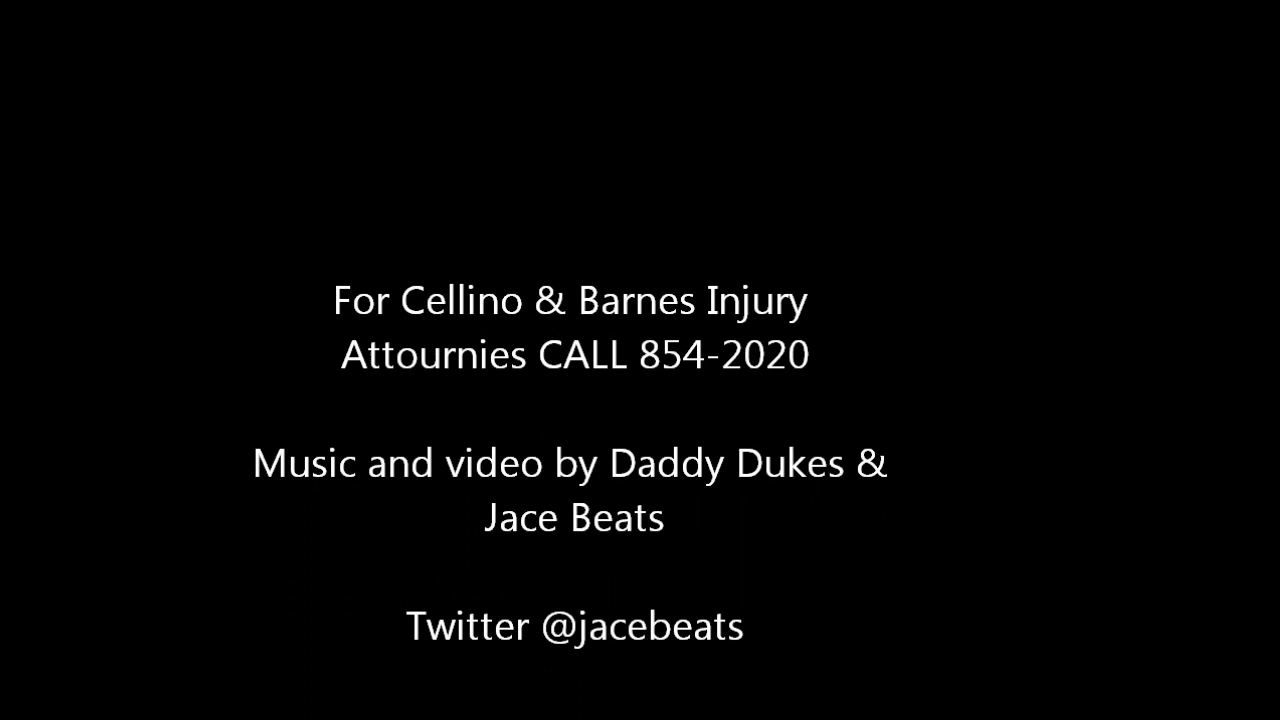 For Cellino & Barnes Injury
Attournies CALL 854-2020
Music and video by Daddy Dukes &
Jace Beats
Twitter @jacebeats